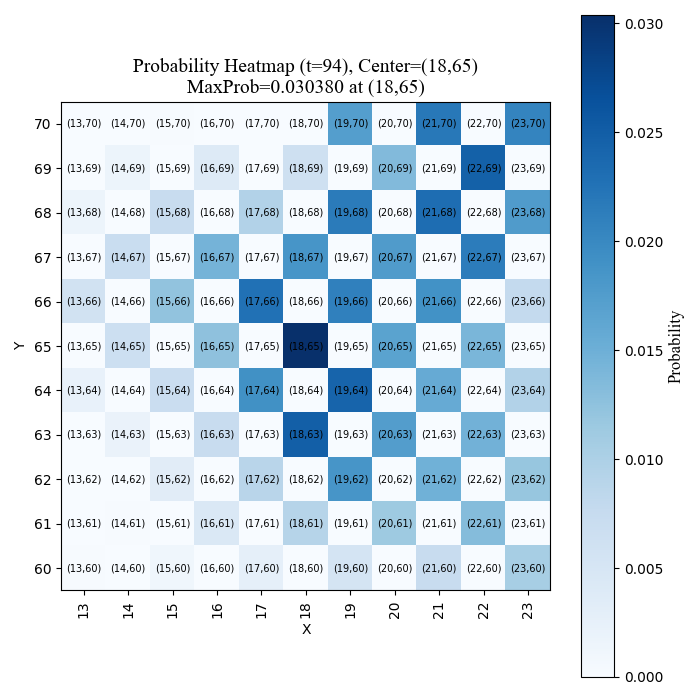 Probability Heatmap (t=94), Center=(18,65)
MaxProb=0.030380 at (18,65)
70 (13,70) (14,70) (15,70) (16,70) (17,70) (18,70) (19,70) (20,70) (21,70) (22,70) (23,70)
69 (13,69) (14,69) (15,69) (16,69) (17,69) (18,69) (19,69) (20,69) (21,69) (22,69) (23,69)
68 (13,68) (14,68) (15,68) (16,68) (17,68) (18,68) (19,68) (20,68) (21,68) (22,68) (23,68)
67 (13,67) (14,67) (15,67) (16,67) (17,67) (18,67) (19,67) (20,67) (21,67) (22,67) (23,67)
66 (13,66) (14,66) (15,66) (16,66) (17,66) (18,66) (19,66) (20,66) (21,66) (22,66) (23,66)
65 (13,65) (14,65) (15,65) (16,65) (17,65) (18,65) (19,65) (20,65) (21,65) (22,65) (23,65)
64 (13,64) (14,64) (15,64) (16,64) (17,64) (18,64) (19,64) (20,64) (21,64) (22,64) (23,64)
63 (13,63) (14,63) (15,63) (16,63) (17,63) (18,63) (19,63) (20,63) (21,63) (22,63) (23,63)
62 (13,62) (14,62) (15,62) (16,62) (17,62) (18,62) (19,62) (20,62) (21,62) (22,62) (23,62)
61 (13,61) (14,61) (15,61) (16,61) (17,61) (18,61) (19,61) (20,61) (21,61) (22,61) (23,61)
60 (13,60) (14,60) (15,60) (16,60) (17,60) (18,60) (19,60) (20,60) (21,60) (22,60) (23,60)
13 14 15 16 17 18 19 20 21 22 23
X
Y
0.030
0.025
0.020
0.015
0.010
0.005
0.000
Probability